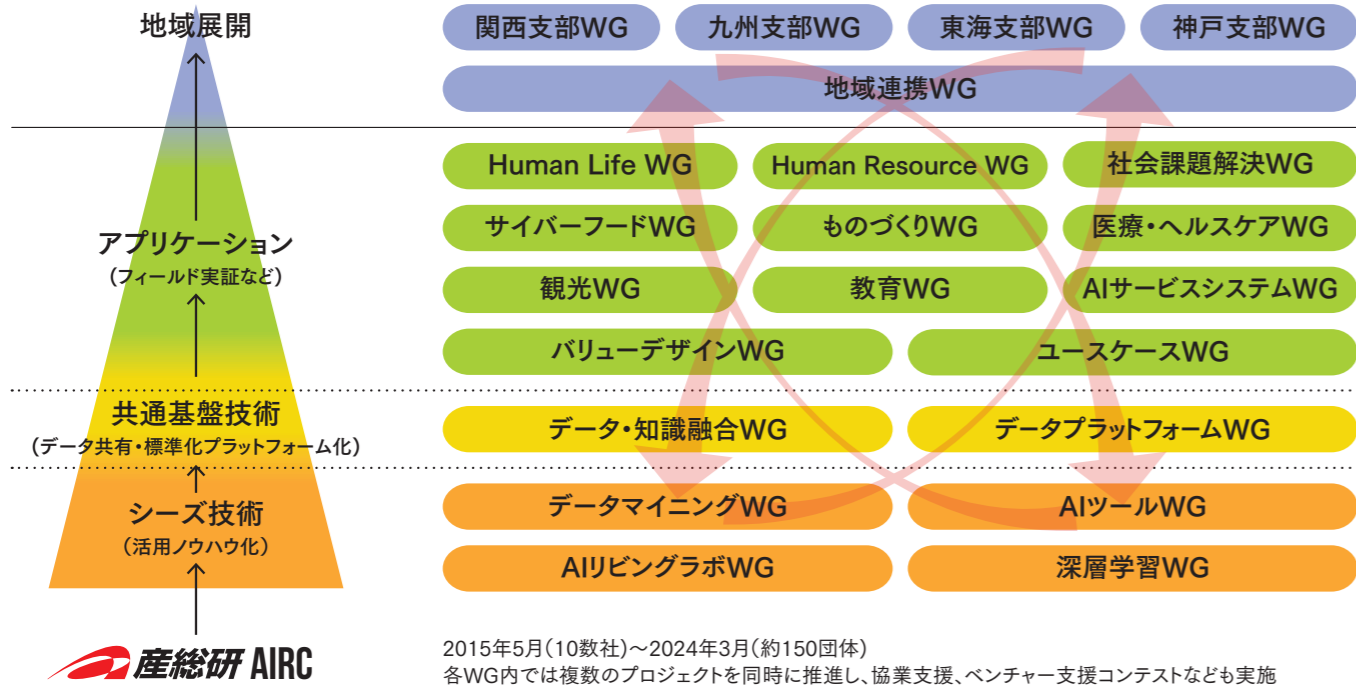 地域展開
関西支部WG
九州支部WG
東海支部WG
神戸支部WG
地域連携WG
アプリケーション
(フィールド実証など)
Human Life WG
Human Resource WG
社会課題解決WG
サイバーフードWG
ものづくりWG
医療・ヘルスケアWG
観光WG
教育WG
AIサービスシステムWG
バリューデザインWG
ユースケースWG
共通基盤技術
(データ共有・標準化プラットフォーム化)
データ・知識融合WG
データプラットフォームWG
シーズ技術
(活用ノウハウ化)
データマイニングWG
AIツールWG
AIリビングラボWG
深層学習WG
産総研 AIRC
2015年5月(10数社)～2024年3月(約150団体)
各WG内では複数のプロジェクトを同時に推進し、協業支援、ベンチャー支援コンテストなども実施